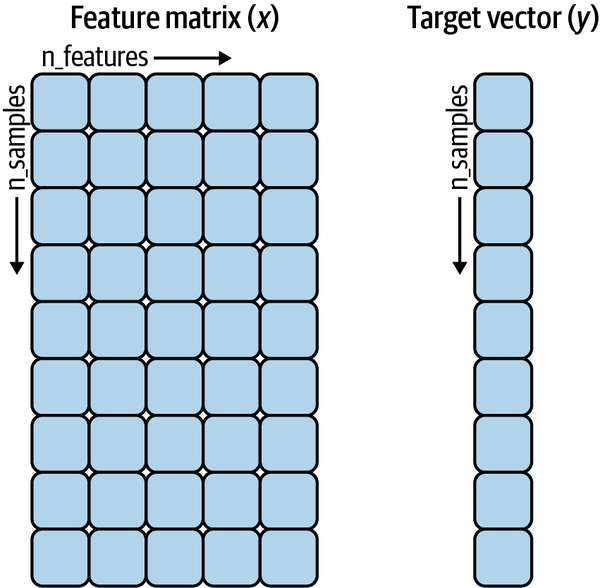 Feature matrix (x)
n_features
n_samples
Target vector (y)
n_samples